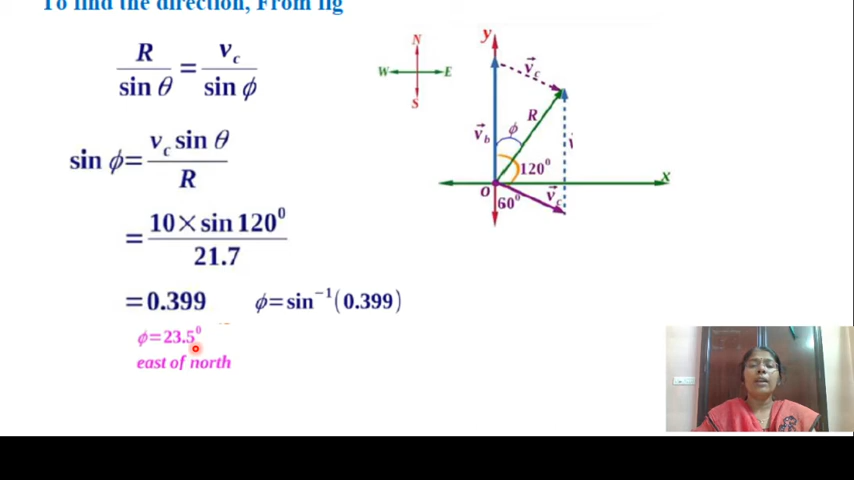 To find the direction, From fig
R/sin θ = v_c/sin ϕ
sin ϕ= v_c sin θ/R
= 10×sin 120⁰/21.7
=0.399 ϕ=sin⁻¹(0.399)
ϕ=23.5⁰
east of north
N
W E
S
y
v⃗_c
R
v⃗_b ϕ
120⁰
x
O
60⁰ v⃗_c